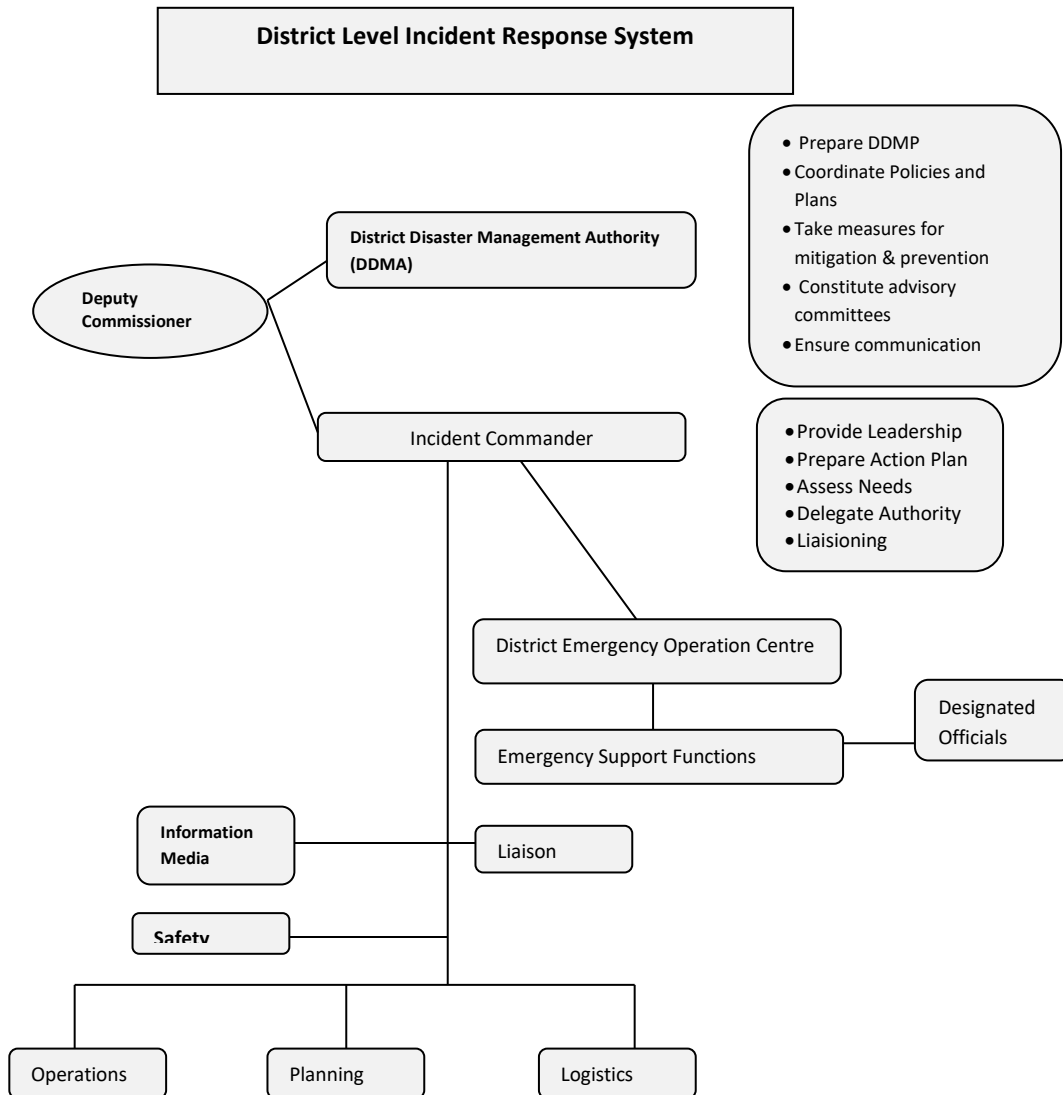 District Level Incident Response System
• Prepare DDMP
• Coordinate Policies and
Plans
• Take measures for
mitigation & prevention
• Constitute advisory
committees
• Ensure communication
District Disaster Management Authority
(DDMA)
Deputy
Commissioner
Incident Commander
• Provide Leadership
• Prepare Action Plan
• Assess Needs
• Delegate Authority
• Liaisioning
District Emergency Operation Centre
Designated
Officials
Emergency Support Functions
Information
Media
Liaison
Safety
Operations
Planning
Logistics